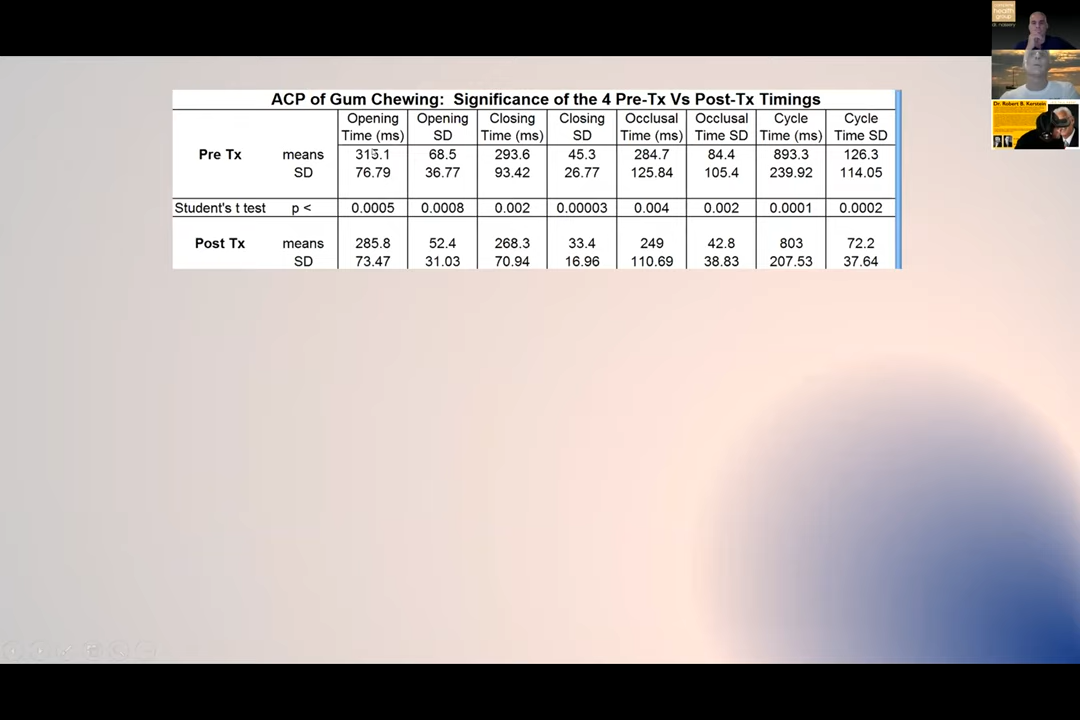 health
group
Dr. Robert B. Kerstein
ACP of Gum Chewing: Significance of the 4 Pre-Tx Vs Post-Tx Timings
Opening Time (ms) Opening SD Closing Time (ms) Closing SD Occlusal Time (ms) Occlusal Time SD Cycle Time (ms) Cycle Time SD
Pre Tx means 315.1 68.5 293.6 45.3 284.7 84.4 893.3 126.3
SD 76.79 36.77 93.42 26.77 125.84 105.4 239.92 114.05
Student's t test p < 0.0005 0.0008 0.002 0.00003 0.004 0.002 0.0001 0.0002
Post Tx means 285.8 52.4 268.3 33.4 249 42.8 803 72.2
SD 73.47 31.03 70.94 16.96 110.69 38.83 207.53 37.64